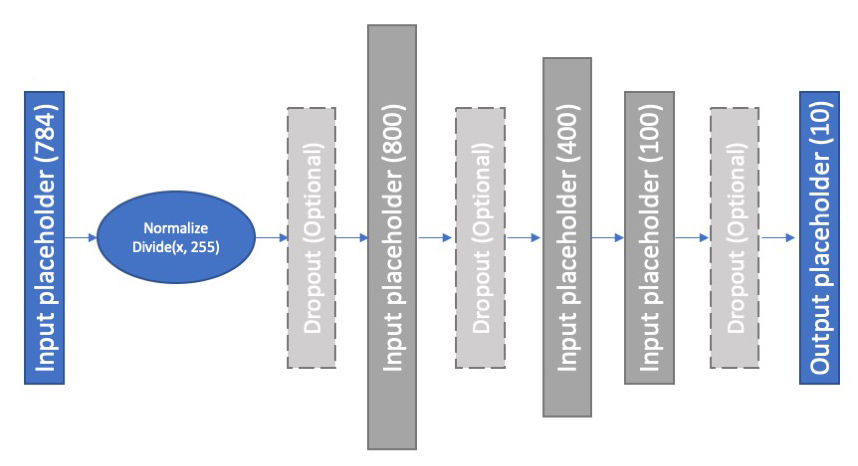 Input placeholder (784)
Normalize
Divide(x, 255)
Dropout (Optional)
Input placeholder (800)
Dropout (Optional)
Input placeholder (400)
Input placeholder (100)
Dropout (Optional)
Output placeholder (10)